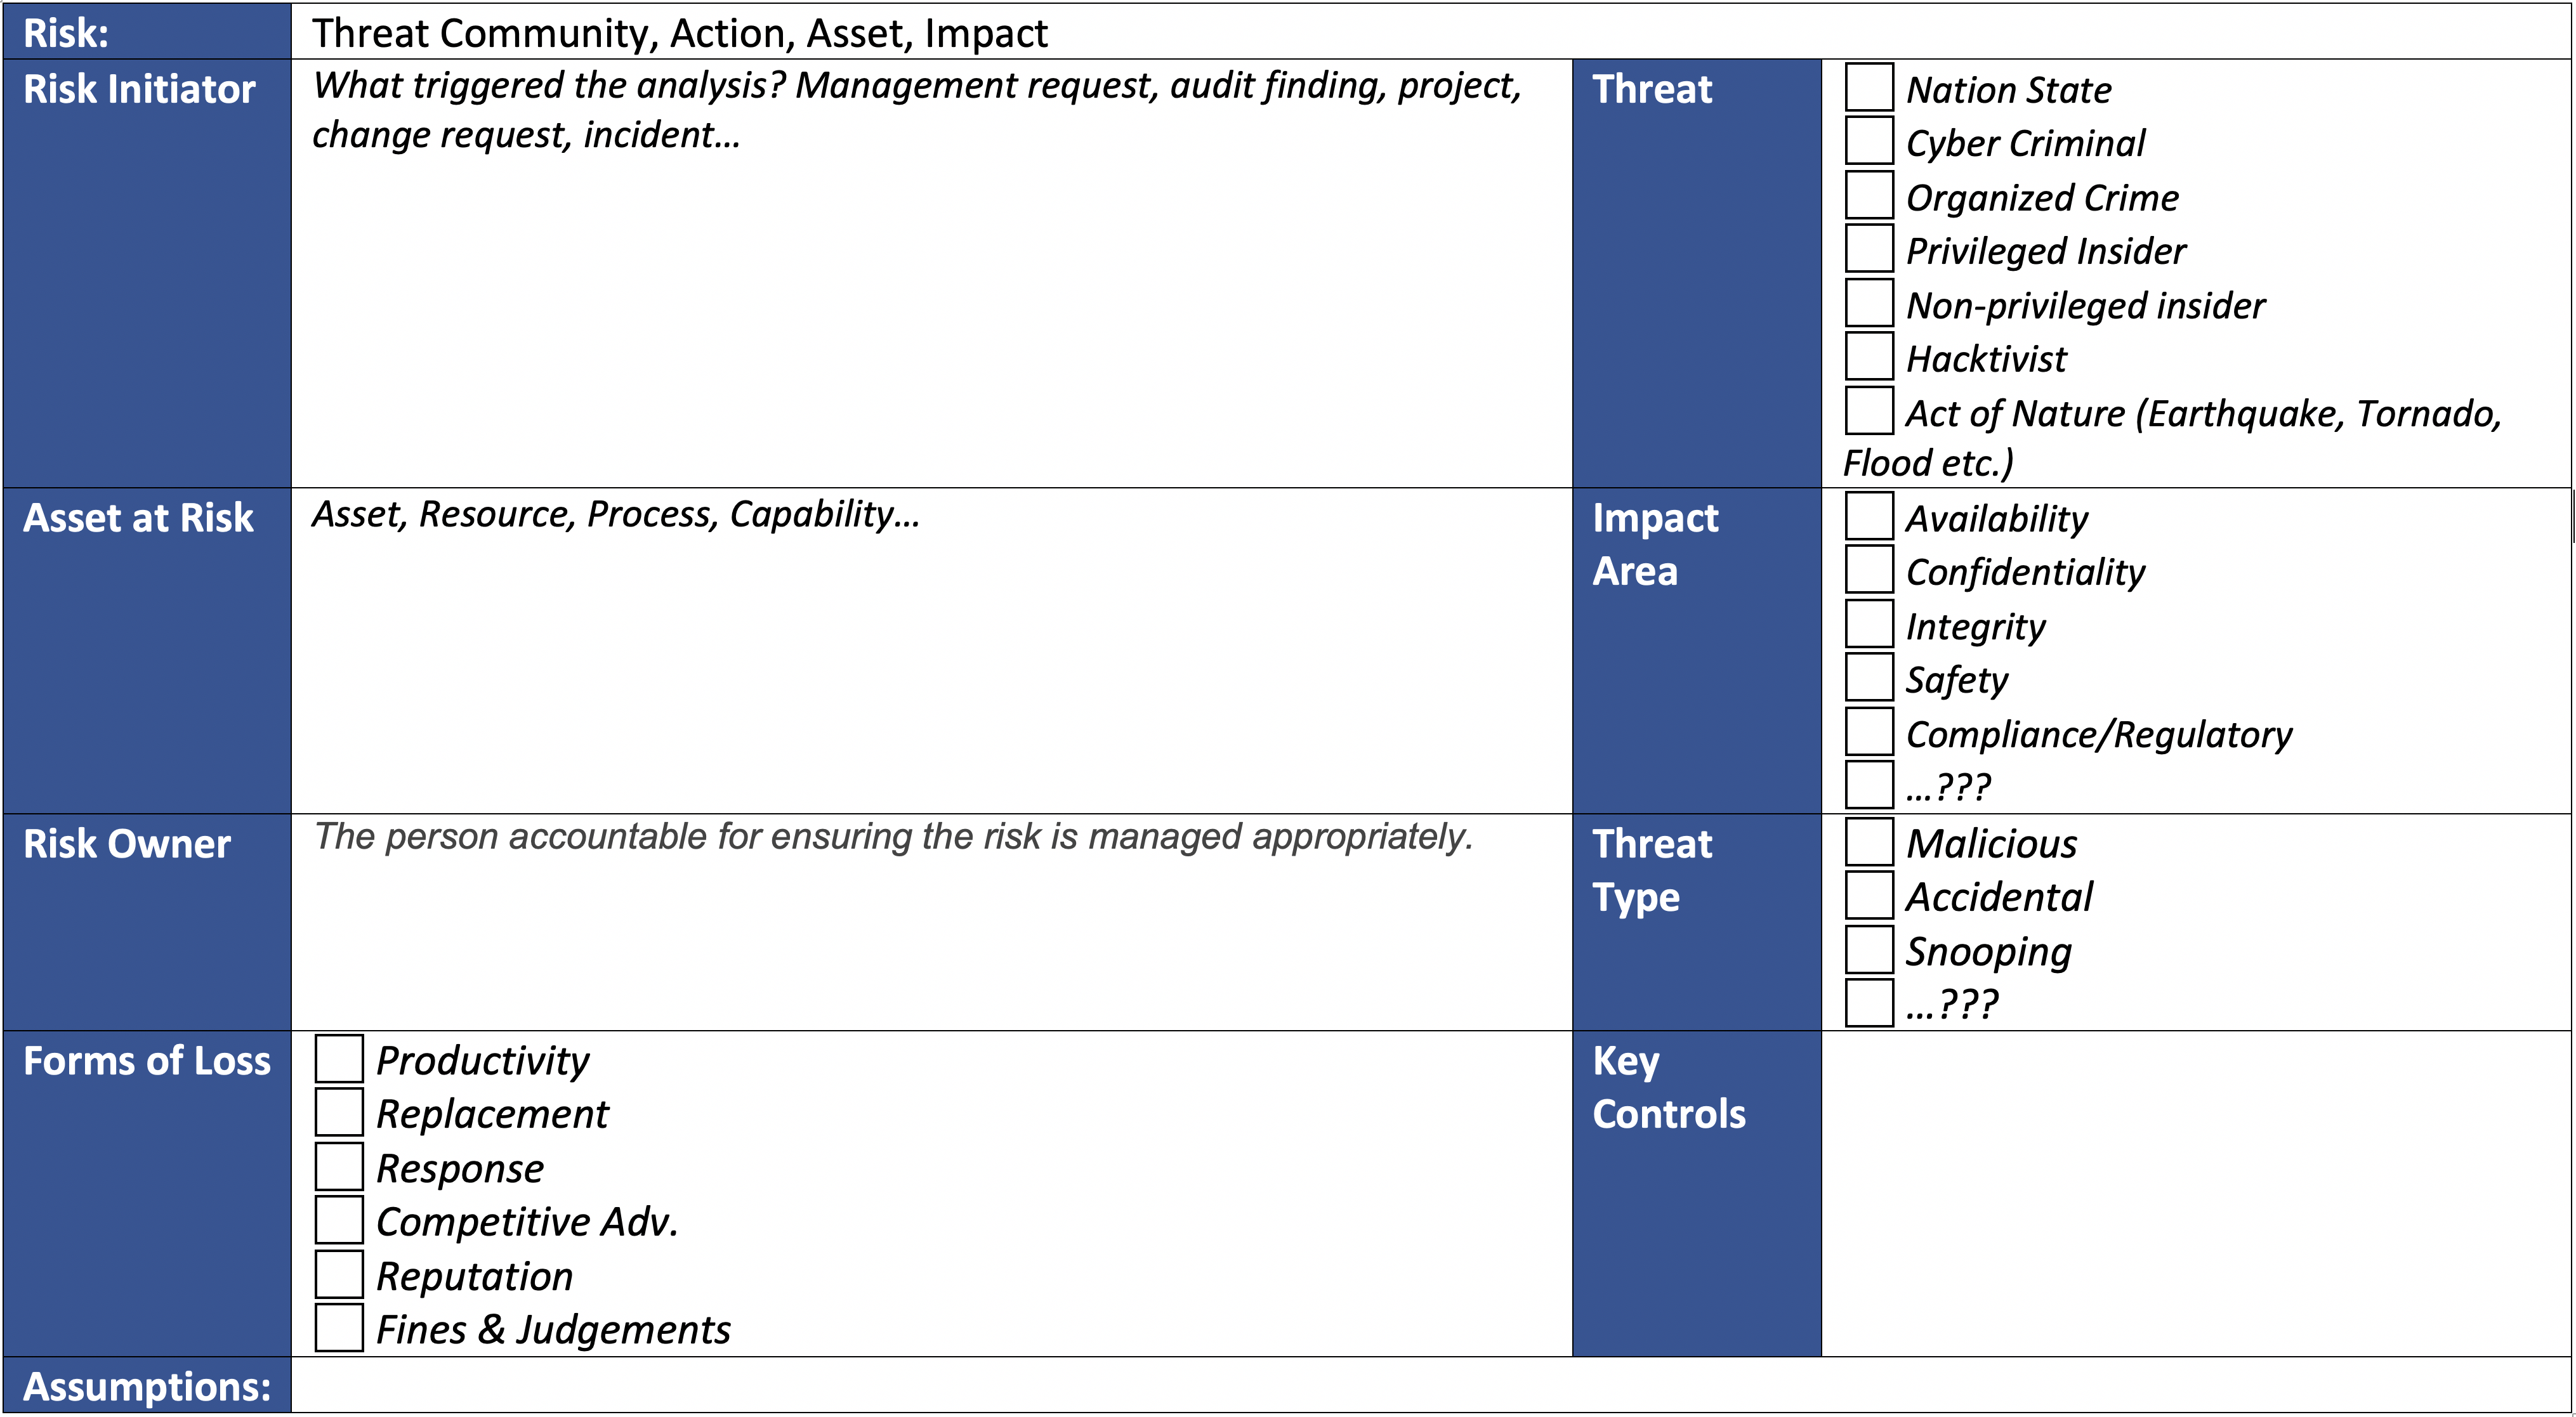 Risk:
Threat Community, Action, Asset, Impact
Risk Initiator
What triggered the analysis? Management request, audit finding, project,
change request, incident…
Threat
Nation State
Cyber Criminal
Organized Crime
Privileged Insider
Non-privileged insider
Hacktivist
Act of Nature (Earthquake, Tornado,
Flood etc.)
Asset at Risk
Asset, Resource, Process, Capability…
Impact
Area
Availability
Confidentiality
Integrity
Safety
Compliance/Regulatory
…???
Risk Owner
The person accountable for ensuring the risk is managed appropriately.
Threat
Type
Malicious
Accidental
Snooping
…???
Forms of Loss
Productivity
Replacement
Response
Competitive Adv.
Reputation
Fines & Judgements
Key
Controls
Assumptions: